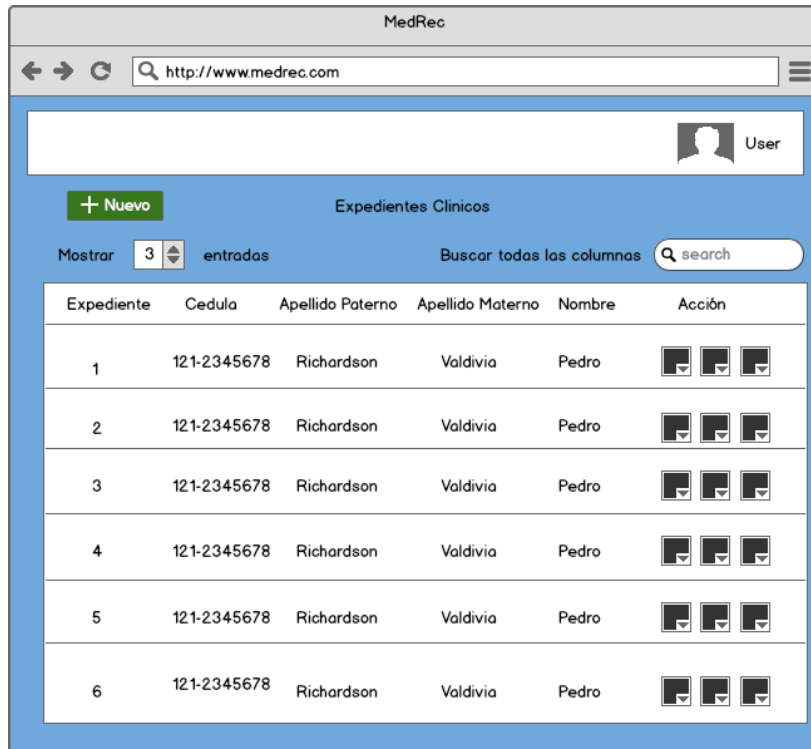 MedRec
http://www.medrec.com
User
+ Nuevo
Expedientes Clinicos
Mostrar 3 entradas Buscar todas las columnas search
Expediente Cedula Apellido Paterno Apellido Materno Nombre Acción
1 121-2345678 Richardson Valdivia Pedro
2 121-2345678 Richardson Valdivia Pedro
3 121-2345678 Richardson Valdivia Pedro
4 121-2345678 Richardson Valdivia Pedro
5 121-2345678 Richardson Valdivia Pedro
6 121-2345678 Richardson Valdivia Pedro